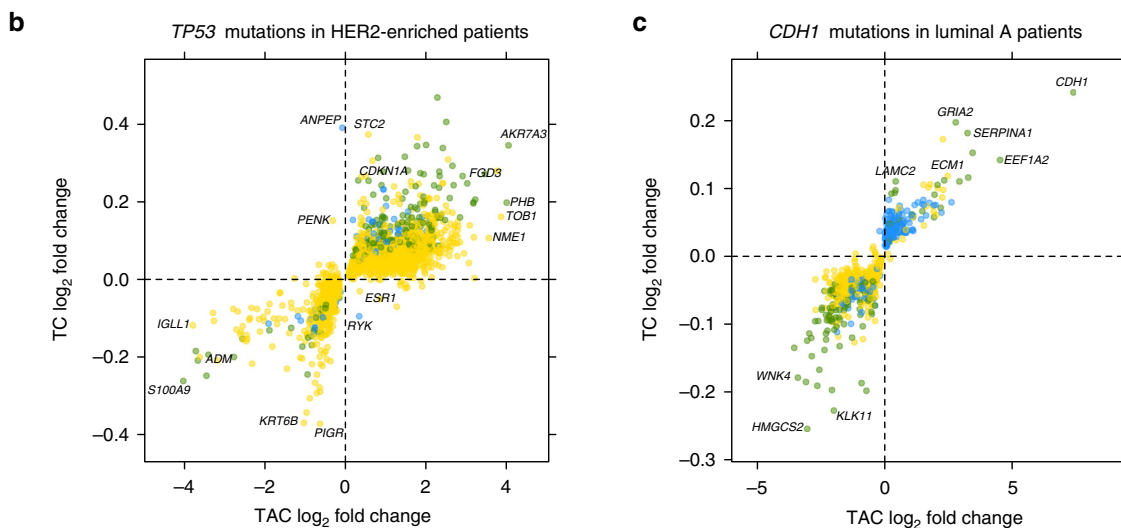 b
TP53 mutations in HER2-enriched patients
TC log2 fold change
0.4
0.2
0.0
−0.2
−0.4
ANPEP
STC2
AKR7A3
CDKN1A
FGD3
PENK
PHB
TOB1
NME1
ESR1
RYK
IGLL1
ADM
S100A9
KRT6B
PIGR
−4
−2
0
2
4
TAC log2 fold change
c
CDH1 mutations in luminal A patients
TC log2 fold change
0.2
0.1
0.0
−0.1
−0.2
−0.3
CDH1
GRIA2
SERPINA1
ECM1
EEF1A2
LAMC2
WNK4
KLK11
HMGCS2
−5
0
5
TAC log2 fold change